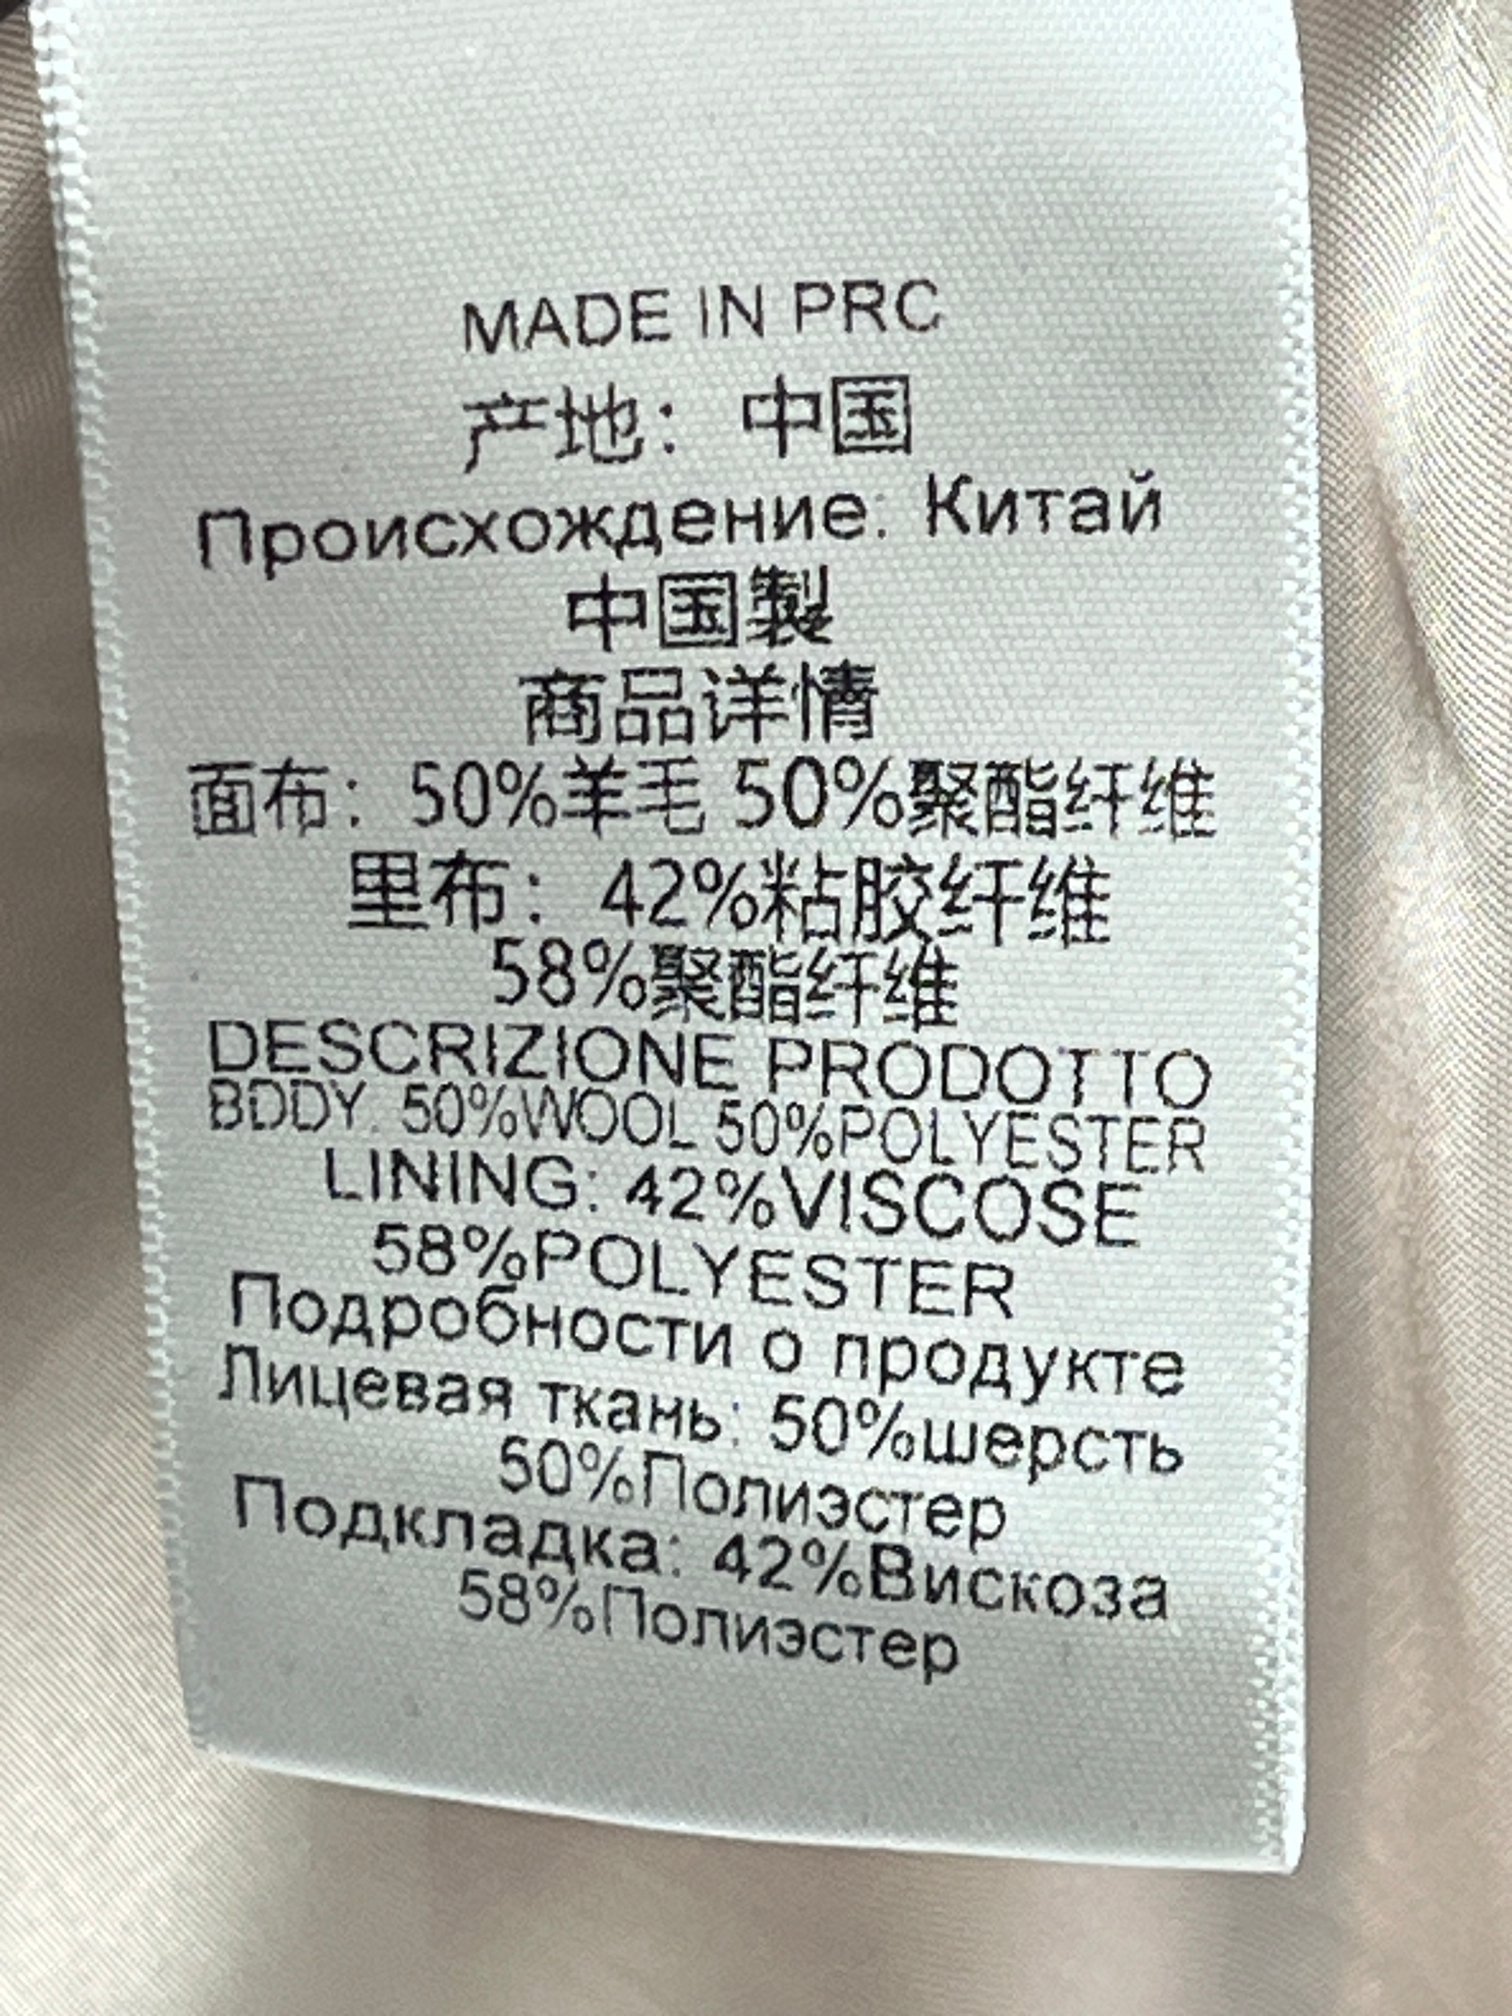 MADE IN PRC
产地：中国
Происхождение: Китай
中国製
商品详情
面布：50%羊毛 50%聚酯纤维
里布：42%粘胶纤维
58%聚酯纤维
DESCRIZIONE PRODOTTO
BODY: 50%WOOL 50%POLYESTER
LINING: 42%VISCOSE
58%POLYESTER
Подробности о продукте
Лицевая ткань: 50%шерсть
50%Полиэстер
Подкладка: 42%Вискоза
58%Полиэстер